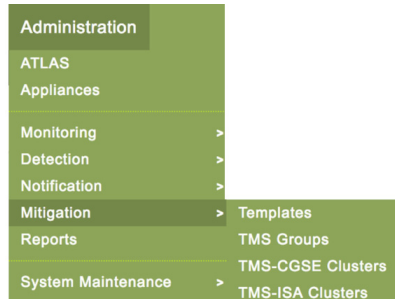 Administration
ATLAS
Appliances
Monitoring >
Detection >
Notification >
Mitigation > Templates
Reports TMS Groups
TMS-CGSE Clusters
System Maintenance > TMS-ISA Clusters